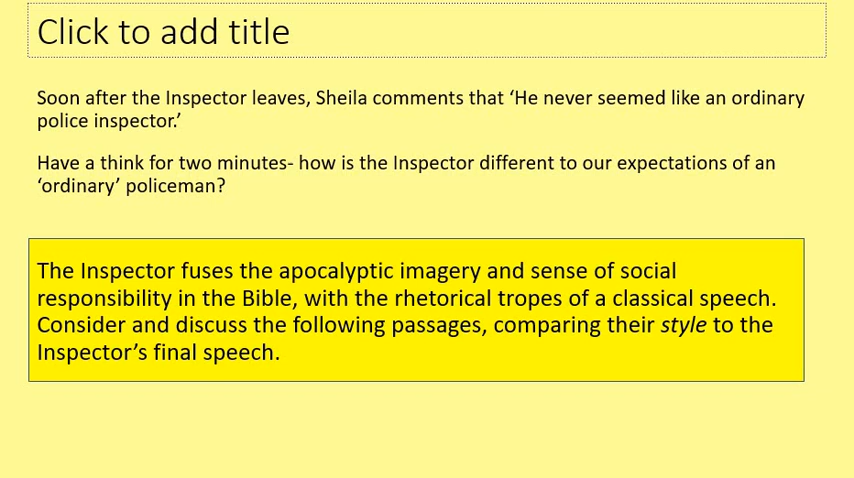 Click to add title
Soon after the Inspector leaves, Sheila comments that ‘He never seemed like an ordinary
police inspector.’
Have a think for two minutes- how is the Inspector different to our expectations of an
‘ordinary’ policeman?
The Inspector fuses the apocalyptic imagery and sense of social
responsibility in the Bible, with the rhetorical tropes of a classical speech.
Consider and discuss the following passages, comparing their style to the
Inspector’s final speech.